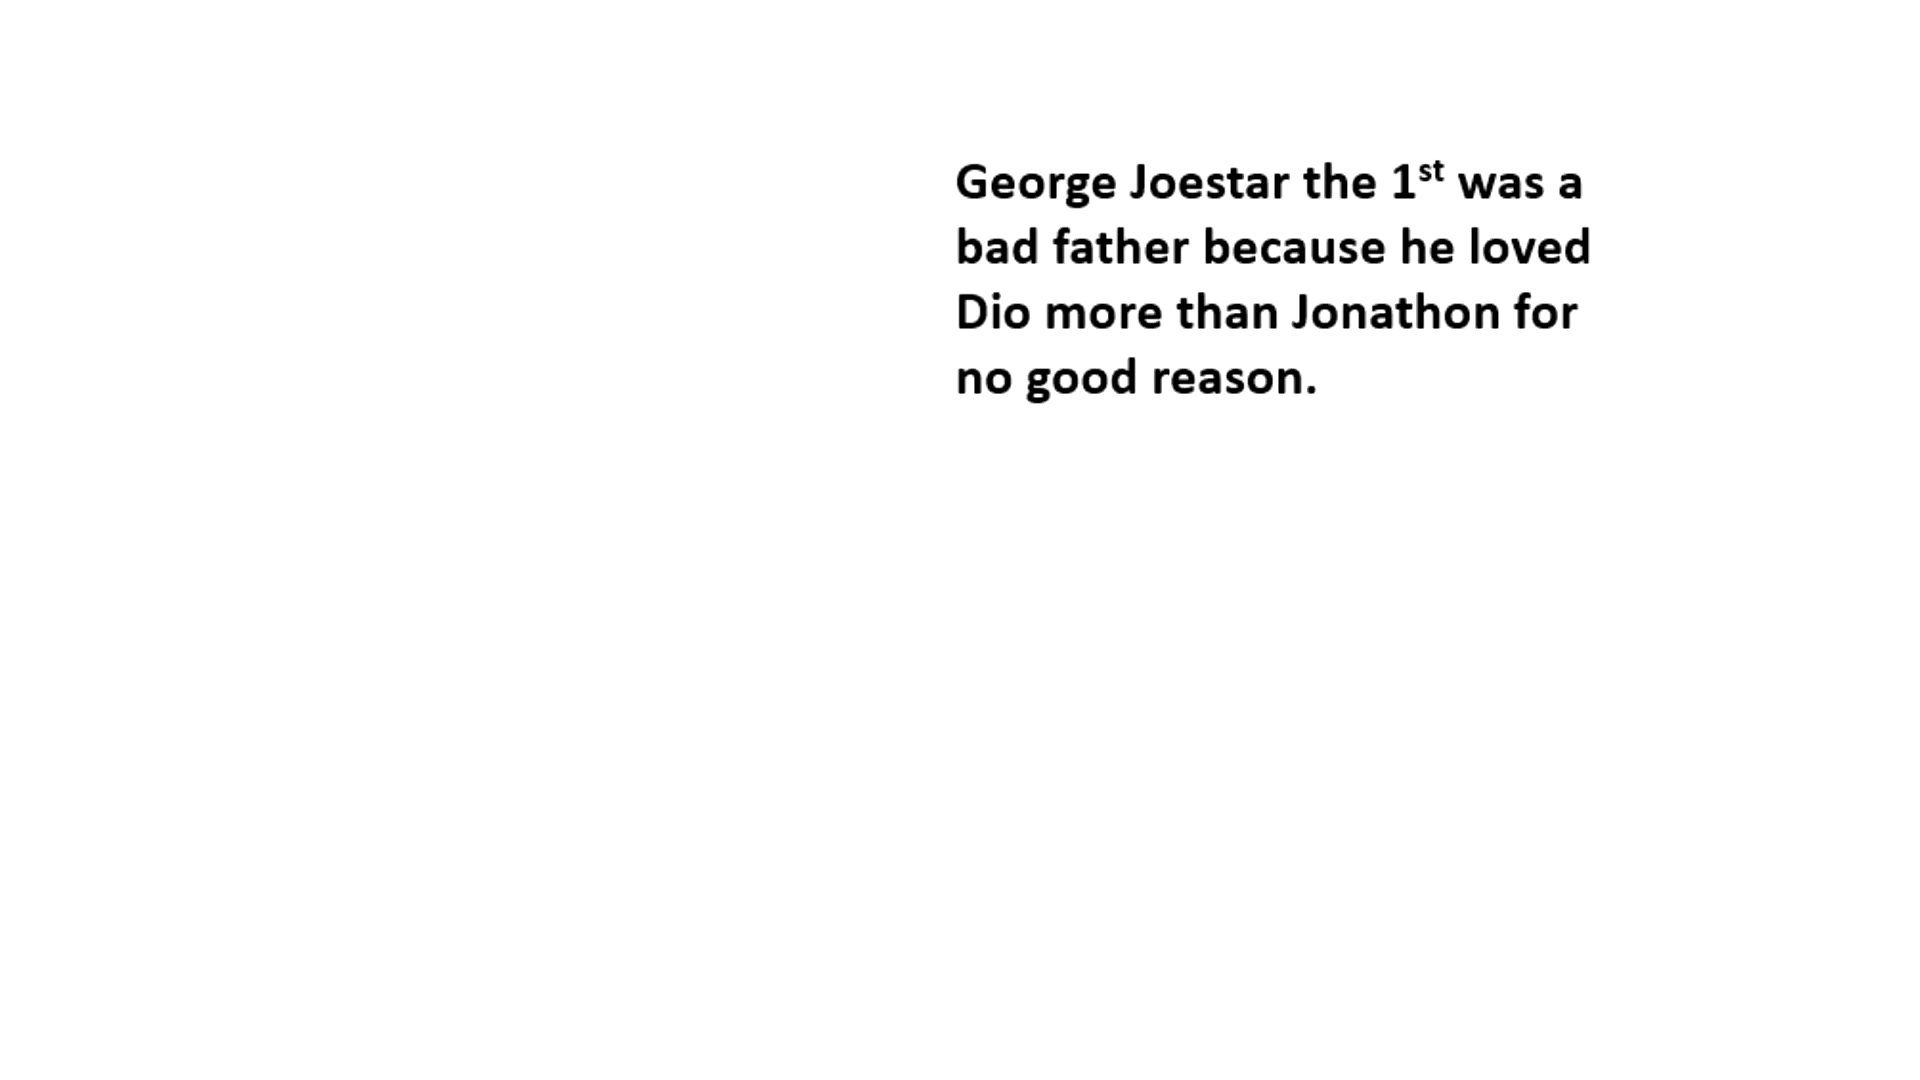 George Joestar the 1st was a
bad father because he loved
Dio more than Jonathon for
no good reason.